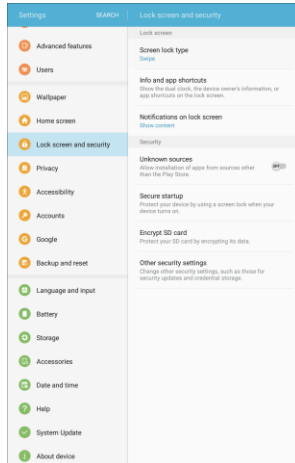 Settings
SEARCH
Advanced features
Users
Wallpaper
Home screen
Lock screen and security
Privacy
Accessibility
Accounts
Google
Backup and reset
Language and input
Battery
Storage
Accessories
Date and time
Help
System Update
About device
Lock screen and security
Lock screen
Screen lock type
Swipe
Info and app shortcuts
Show the dual clock, the device owner's information, or
app shortcuts on the lock screen.
Notifications on lock screen
Show content
Security
Unknown sources
Allow installation of apps from sources other
than the Play Store.
OFF
Secure startup
Protect your device by using a screen lock when your
device turns on.
Encrypt SD card
Protect your SD card by encrypting its data.
Other security settings
Change other security settings, such as those for
security updates and credential storage.